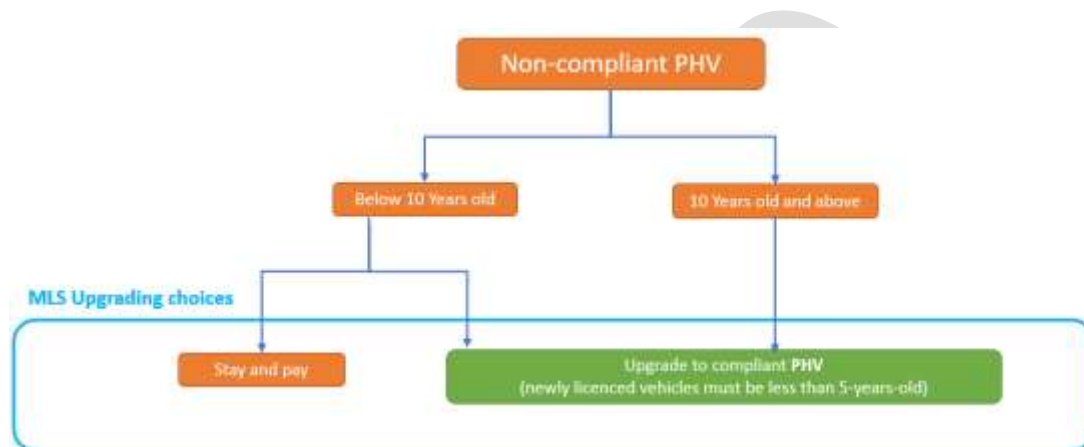 Non-compliant PHV
Below 10 Years old
10 Years old and above
MLS Upgrading choices
Stay and pay
Upgrade to compliant PHV
(newly licenced vehicles must be less than 5-years-old)